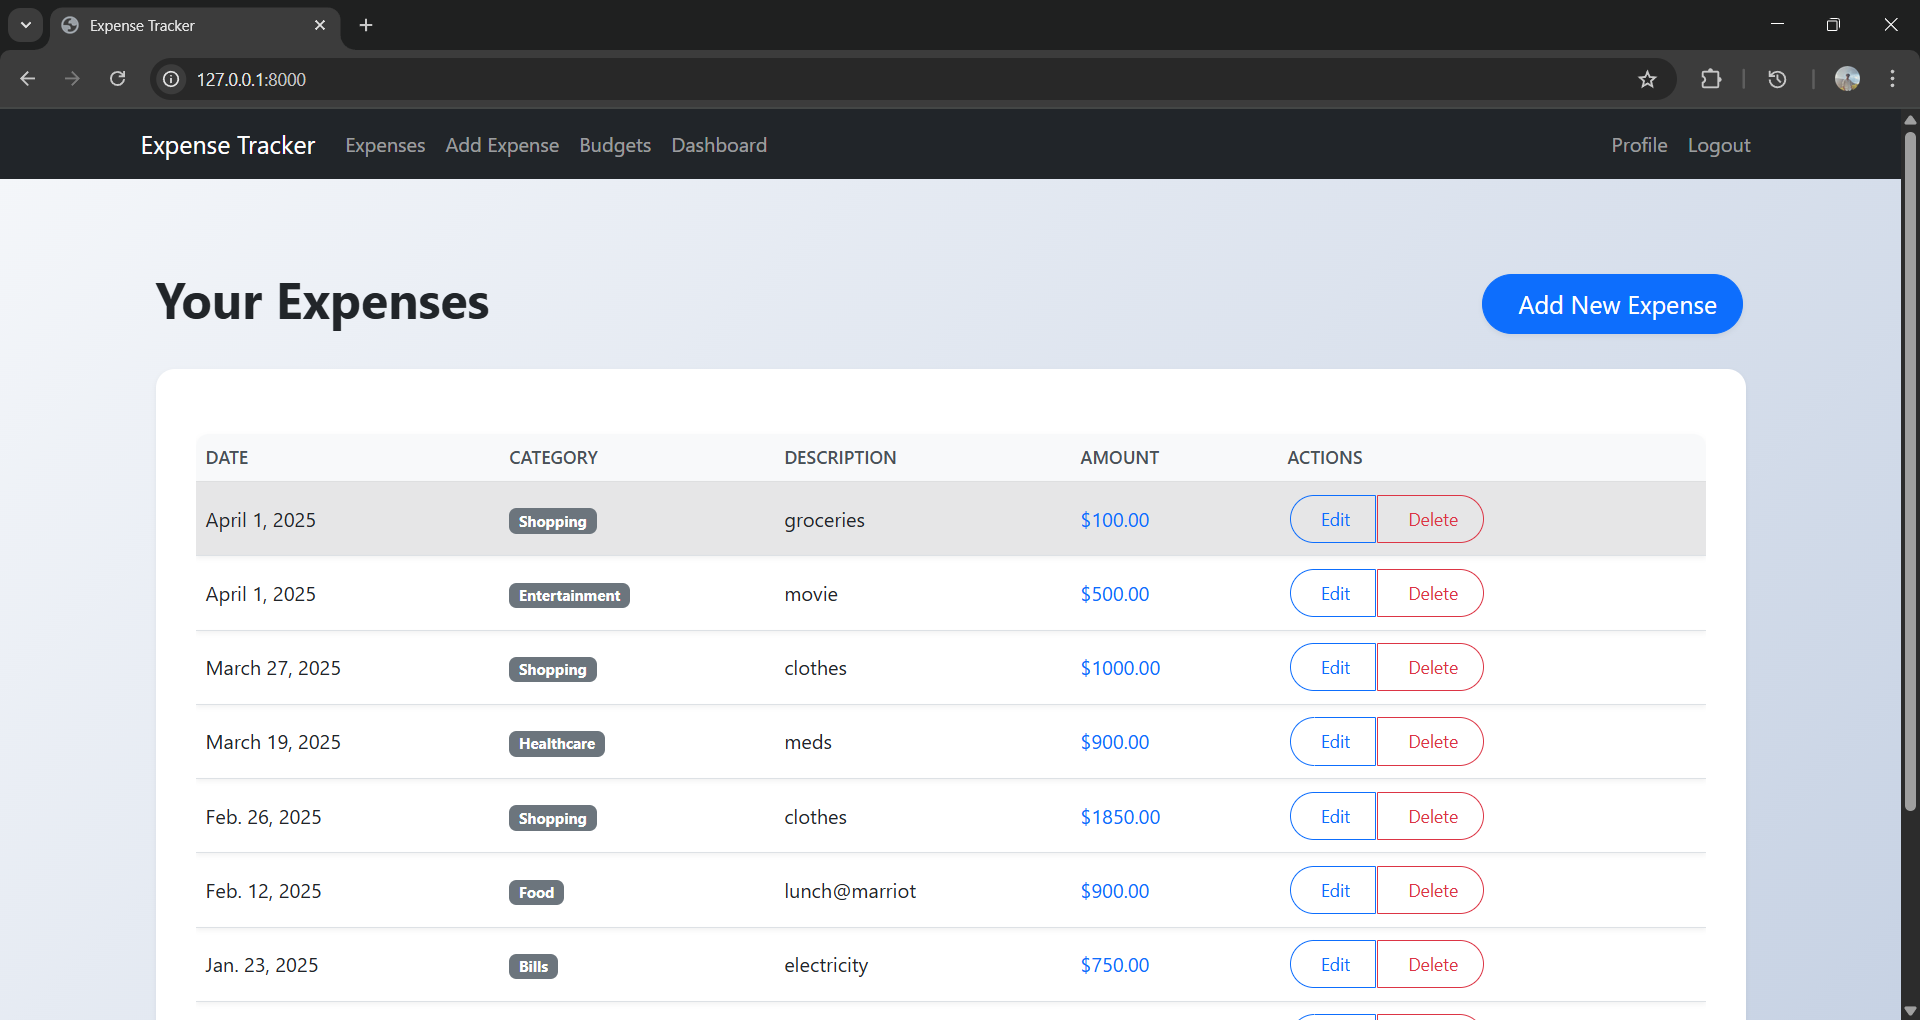 Expense Tracker
127.0.0.1:8000
Expense Tracker Expenses Add Expense Budgets Dashboard Profile Logout
Your Expenses Add New Expense
DATE CATEGORY DESCRIPTION AMOUNT ACTIONS
April 1, 2025 Shopping groceries $100.00 Edit Delete
April 1, 2025 Entertainment movie $500.00 Edit Delete
March 27, 2025 Shopping clothes $1000.00 Edit Delete
March 19, 2025 Healthcare meds $900.00 Edit Delete
Feb. 26, 2025 Shopping clothes $1850.00 Edit Delete
Feb. 12, 2025 Food lunch@marriot $900.00 Edit Delete
Jan. 23, 2025 Bills electricity $750.00 Edit Delete